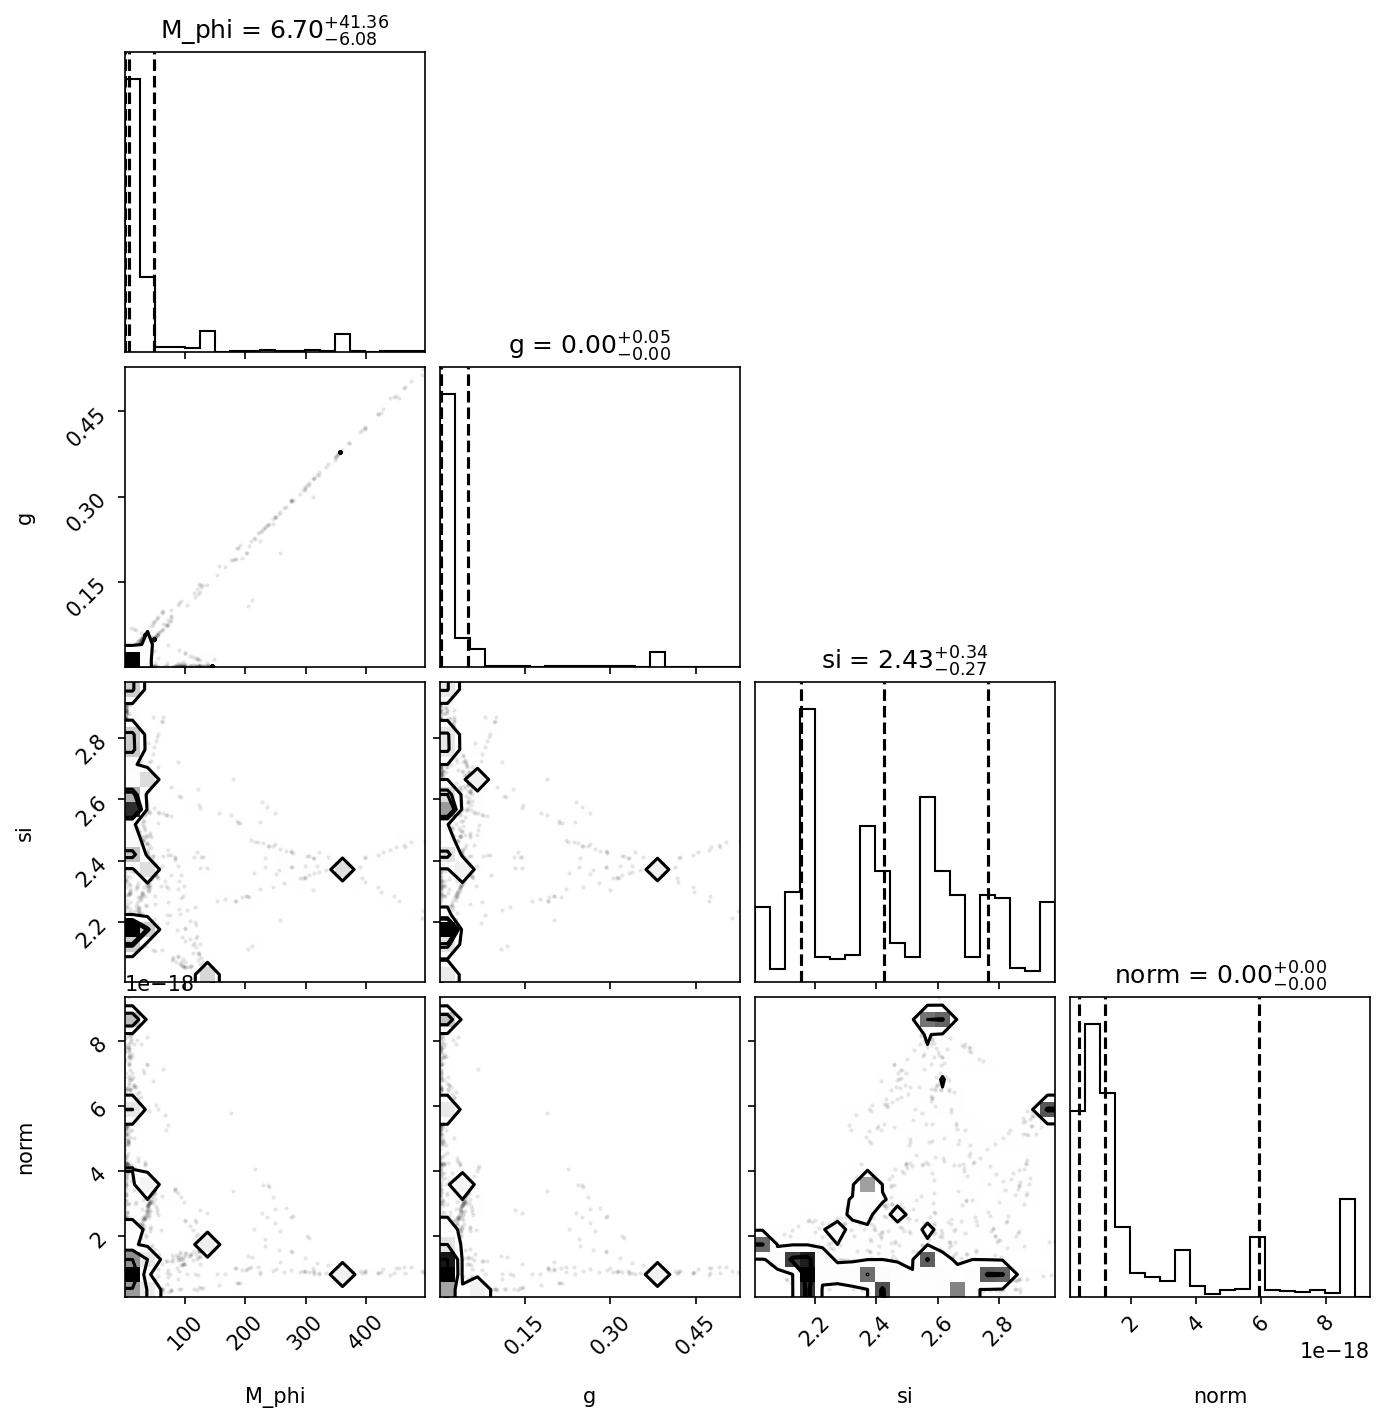 M_phi = 6.70 +41.36 −6.08
g = 0.00 +0.05 −0.00
0.45
0.30
0.15
g
si = 2.43 +0.34 −0.27
2.8
2.6
2.4
2.2
si
1e−18
norm = 0.00 +0.00 −0.00
8
6
4
2
norm
100 200 300 400
0.15 0.30 0.45
2.2 2.4 2.6 2.8
2 4 6 8
1e−18
M_phi
g
si
norm